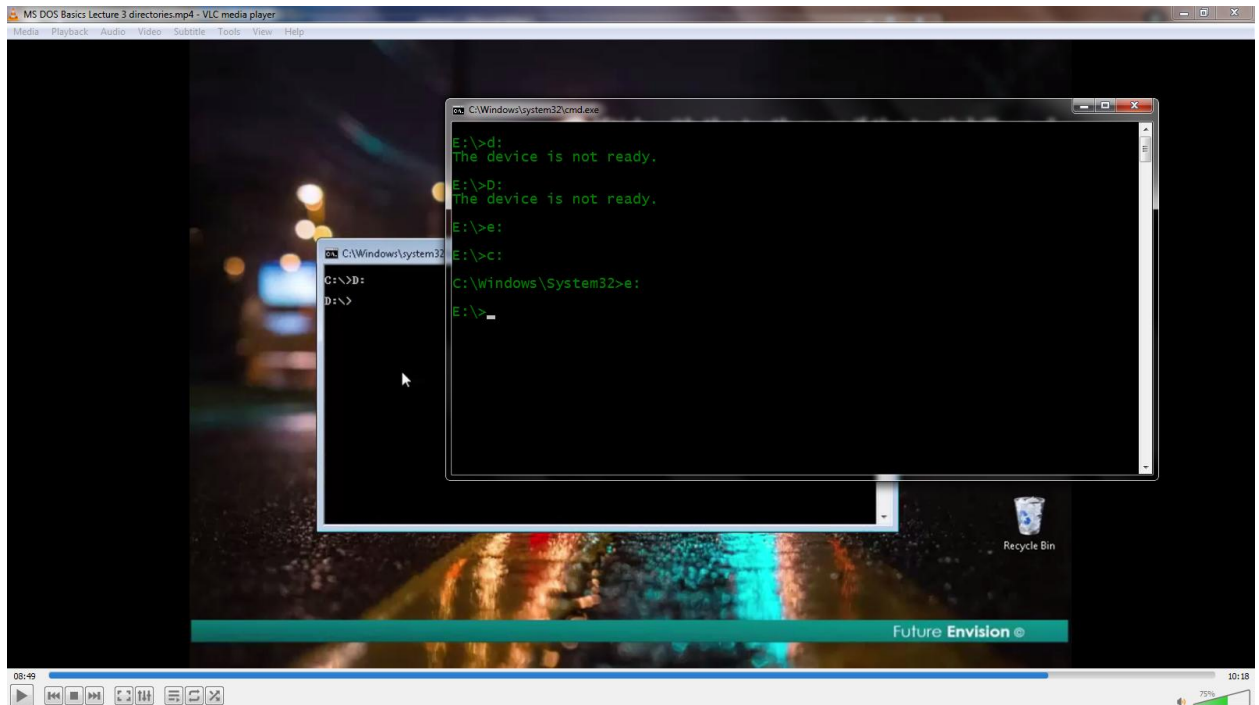 MS DOS Basics Lecture 3 directories.mp4 - VLC media player
Media Playback Audio Video Subtitle Tools View Help
C:\Windows\system32\cmd.exe
E:\>d:
The device is not ready.
E:\>D:
The device is not ready.
E:\>e:
E:\>c:
C:\Windows\System32>e:
E:\>
C:\Windows\system32
C:\>D:
D:\>
Recycle Bin
Future Envision ©
08:49
10:18
75%